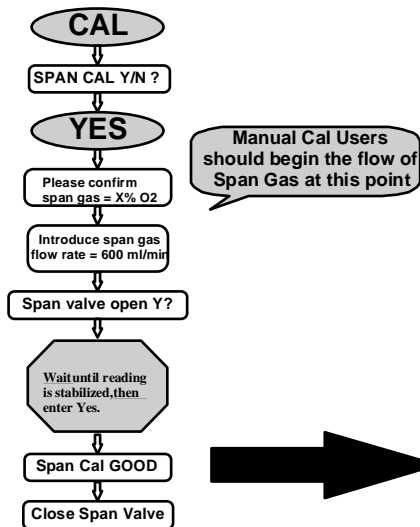 CAL
SPAN CAL Y/N ?
YES
Manual Cal Users
should begin the flow of
Span Gas at this point
Please confirm
span gas = X% O2
Introduce span gas
flow rate = 600 ml/min
Span valve open Y?
Wait until reading
is stabilized,then
enter Yes.
Span Cal GOOD
Close Span Valve